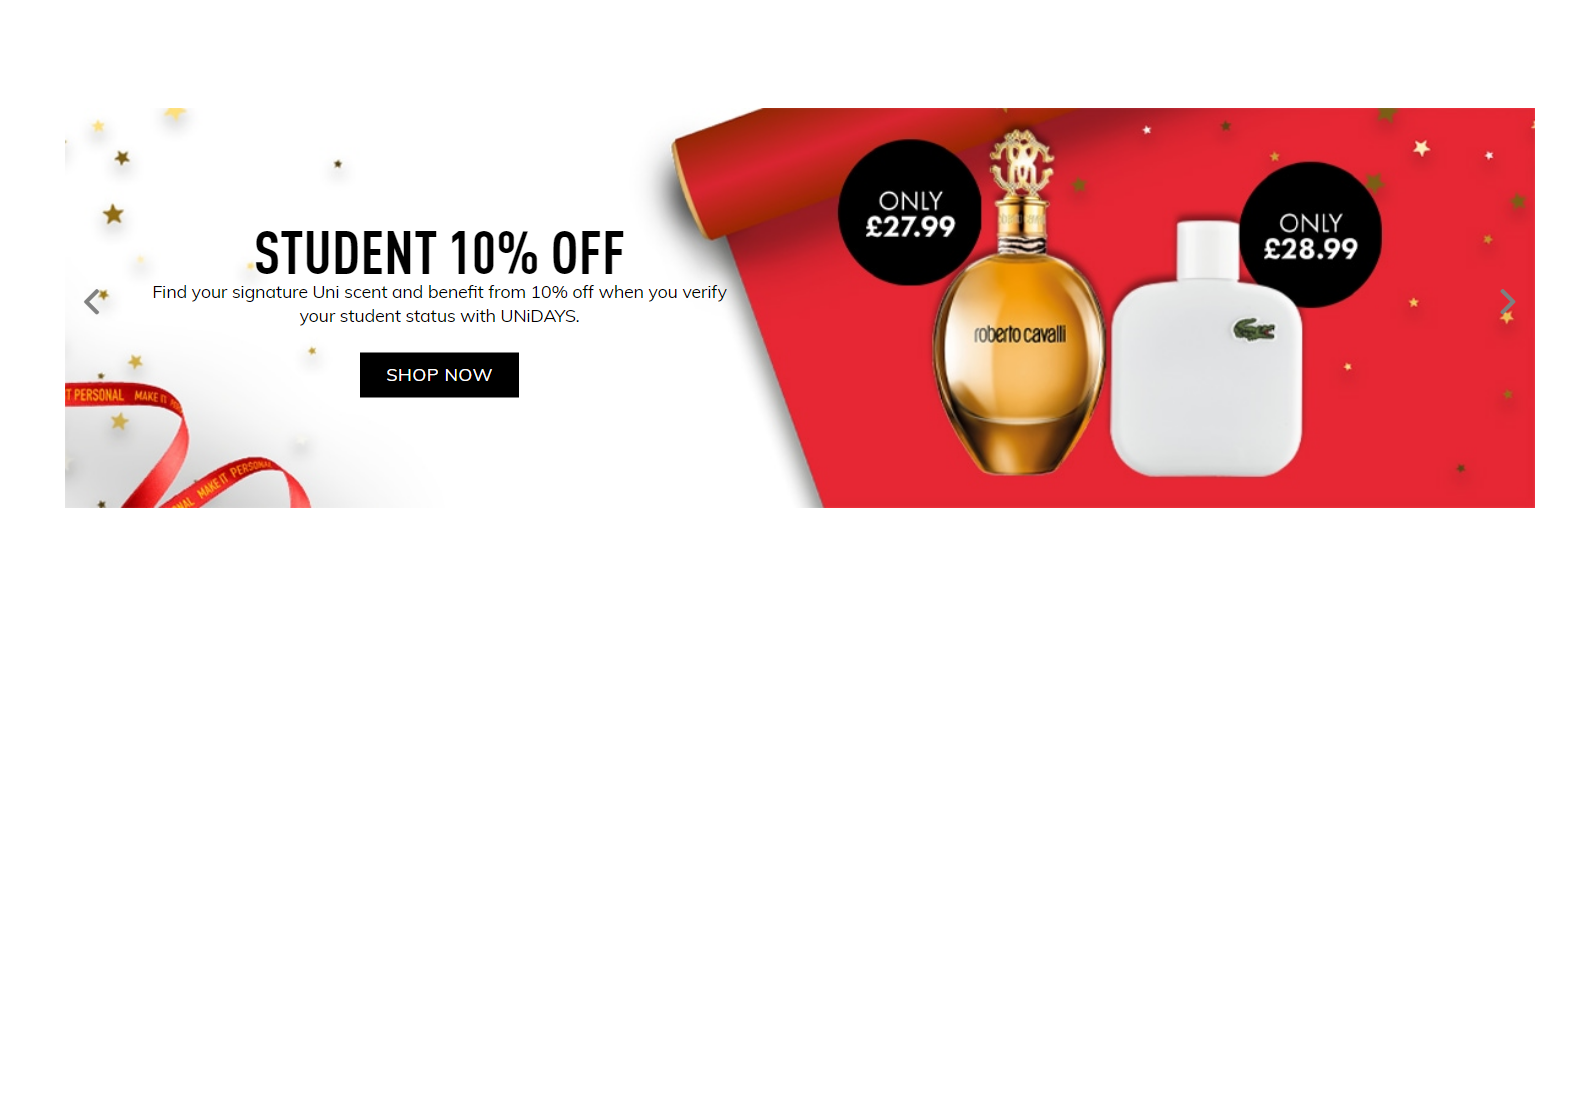 STUDENT 10% OFF
Find your signature Uni scent and benefit from 10% off when you verify
your student status with UNiDAYS.
SHOP NOW
T PERSONAL MAKE IT
NAL MAKE IT PERSONAL
ONLY
£27.99
roberto cavalli
ONLY
£28.99